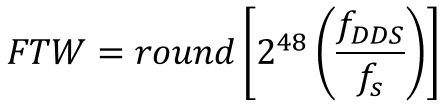 FTW = round [2^48 (f_DDS / f_s)]